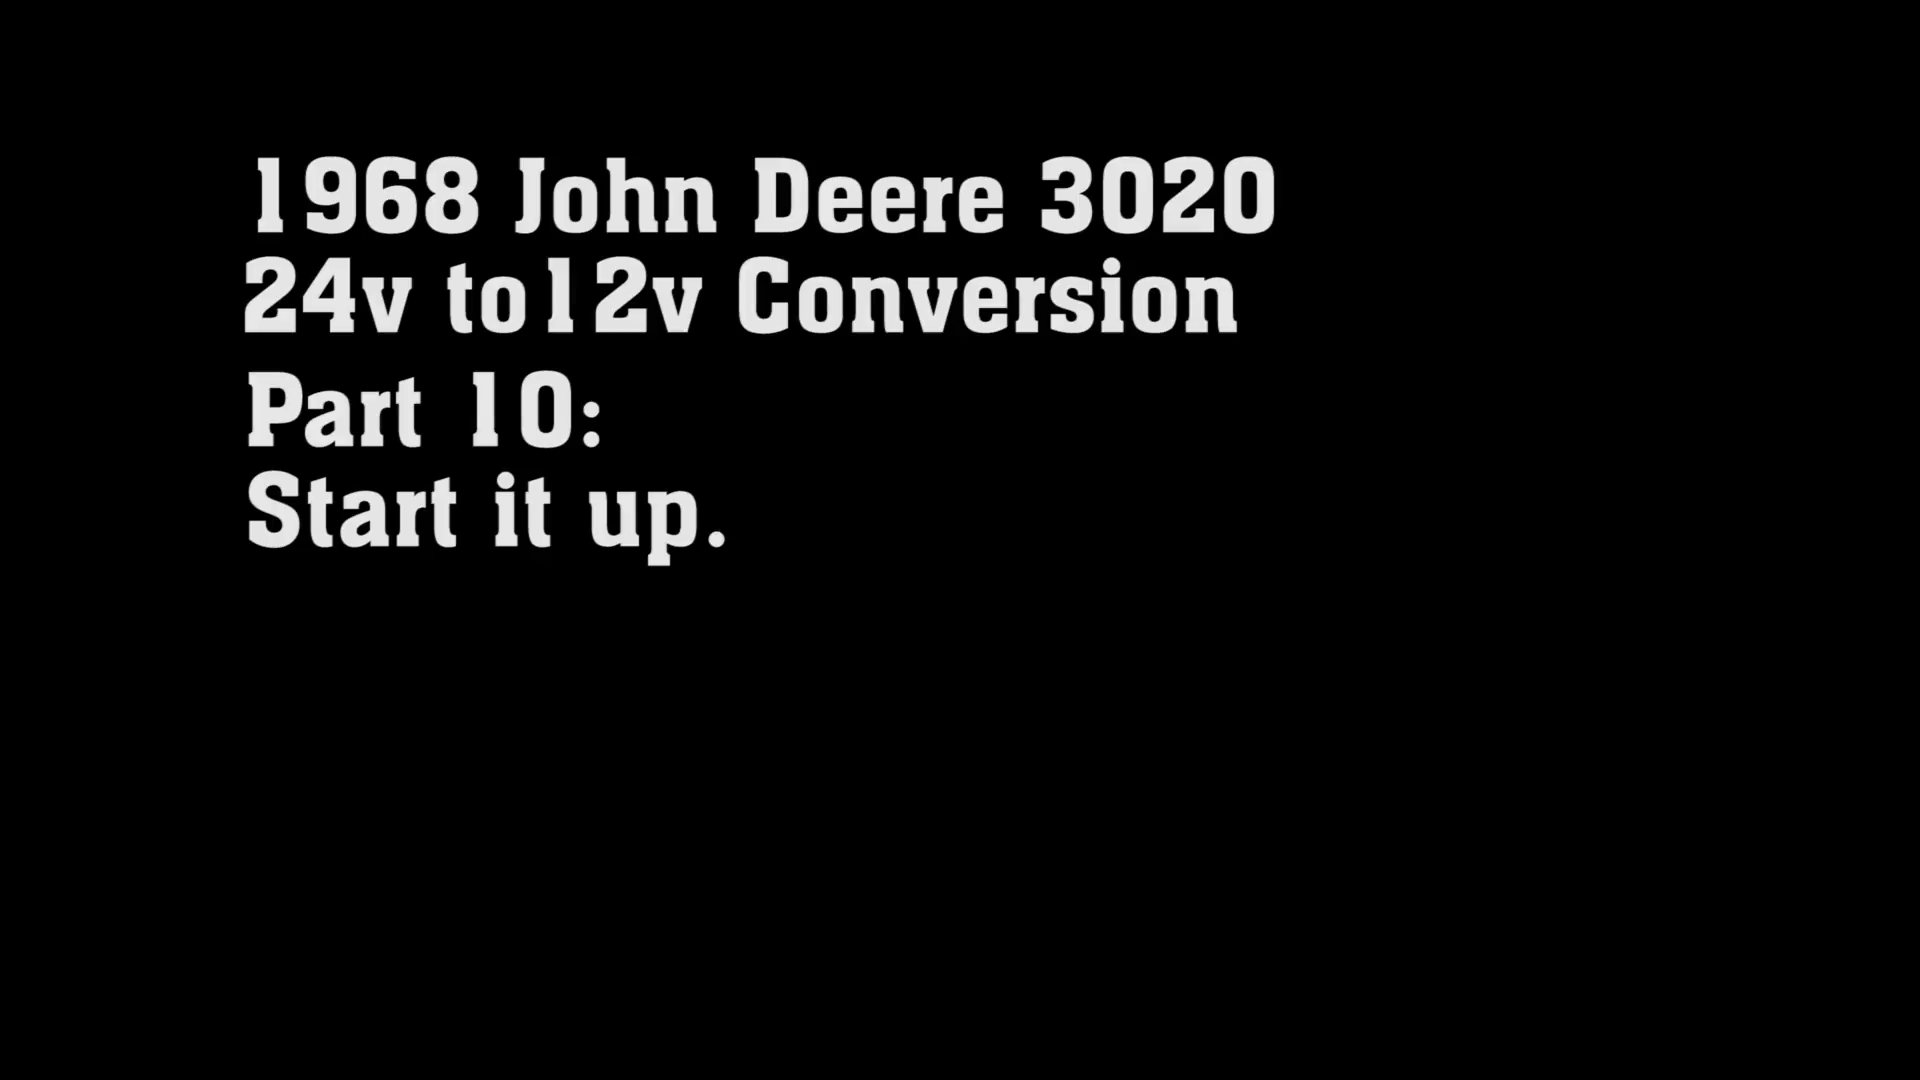 1968 John Deere 3020
24v to12v Conversion
Part 10:
Start it up.